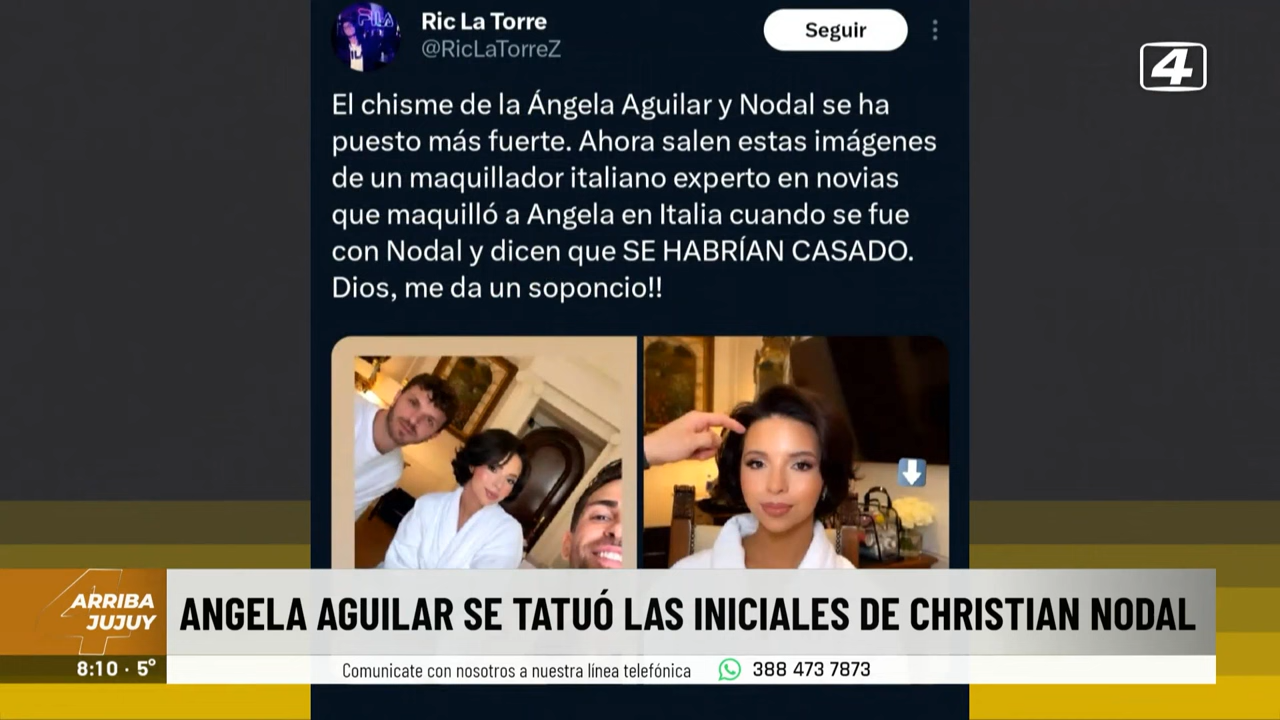 Ric La Torre
@RicLaTorreZ
Seguir
4
El chisme de la Ángela Aguilar y Nodal se ha
puesto más fuerte. Ahora salen estas imágenes
de un maquillador italiano experto en novias
que maquilló a Angela en Italia cuando se fue
con Nodal y dicen que SE HABRÍAN CASADO.
Dios, me da un soponcio!!
FILA
ARRIBA
JUJUY
ANGELA AGUILAR SE TATUÓ LAS INICIALES DE CHRISTIAN NODAL
8:10 · 5°
Comunicate con nosotros a nuestra línea telefónica
388 473 7873